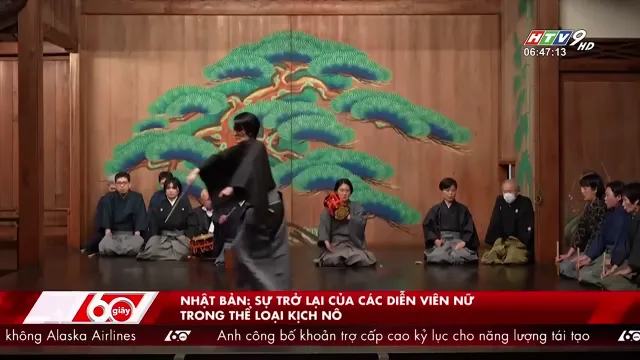 HTV9 HD
06:47:13
NHẬT BẢN: SỰ TRỞ LẠI CỦA CÁC DIỄN VIÊN NỮ
TRONG THỂ LOẠI KỊCH NÔ
60 giây
không Alaska Airlines
Anh công bố khoản trợ cấp cao kỷ lục cho năng lượng tái tạo